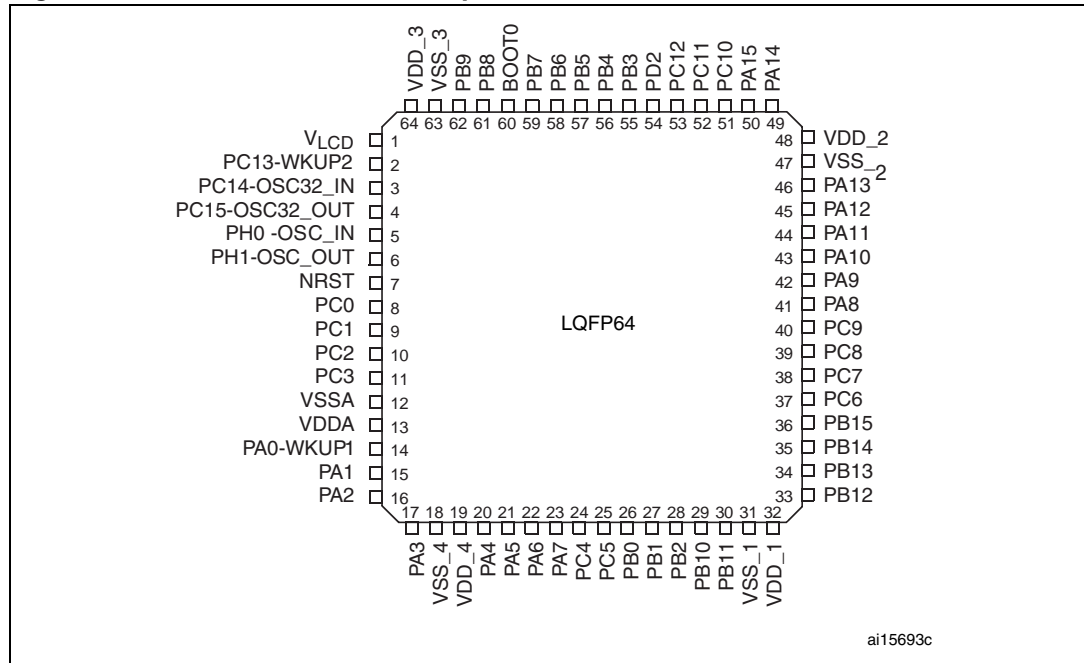 VDD_3
VSS_3
PB9
PB8
BOOT0
PB7
PB6
PB5
PB4
PB3
PD2
PC12
PC11
PC10
PA15
PA14
64 63 62 61 60 59 58 57 56 55 54 53 52 51 50 49
VLCD 1
PC13-WKUP2 2
PC14-OSC32_IN 3
PC15-OSC32_OUT 4
PH0 -OSC_IN 5
PH1-OSC_OUT 6
NRST 7
PC0 8
PC1 9
PC2 10
PC3 11
VSSA 12
VDDA 13
PA0-WKUP1 14
PA1 15
PA2 16
LQFP64
48 VDD_2
47 VSS_2
46 PA13
45 PA12
44 PA11
43 PA10
42 PA9
41 PA8
40 PC9
39 PC8
38 PC7
37 PC6
36 PB15
35 PB14
34 PB13
33 PB12
17 18 19 20 21 22 23 24 25 26 27 28 29 30 31 32
PA3
VSS_4
VDD_4
PA4
PA5
PA6
PA7
PC4
PC5
PB0
PB1
PB2
PB10
PB11
VSS_1
VDD_1
ai15693c